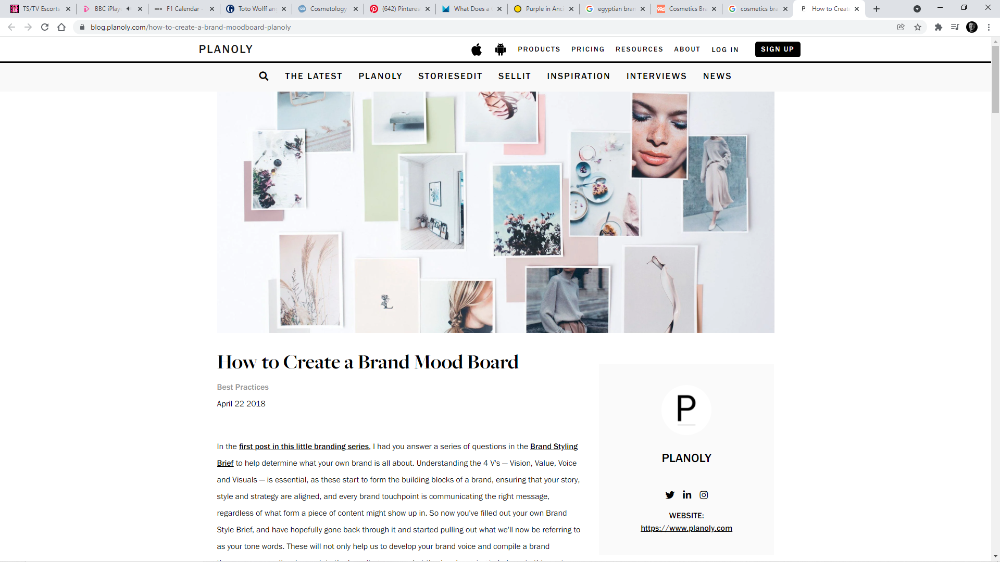 TS/TV Escorts
BBC iPlay
F1 Calendar -
Toto Wolff an
Cosmetology
(642) Pinteres
What Does a
Purple in Anci
egyptian bran
Cosmetics Bra
cosmetics bra
How to Creat
blog.planoly.com/how-to-create-a-brand-moodboard-planoly
PLANOLY
PRODUCTS PRICING RESOURCES ABOUT LOG IN SIGN UP
THE LATEST PLANOLY STORIESEDIT SELLIT INSPIRATION INTERVIEWS NEWS
L
How to Create a Brand Mood Board
Best Practices
April 22 2018
In the first post in this little branding series, I had you answer a series of questions in the Brand Styling
Brief to help determine what your own brand is all about. Understanding the 4 V's — Vision, Value, Voice
and Visuals — is essential, as these start to form the building blocks of a brand, ensuring that your story,
style and strategy are aligned, and every brand touchpoint is communicating the right message,
regardless of what form a piece of content might show up in. So now you've filled out your own Brand
Style Brief, and have hopefully gone back through it and started pulling out what we'll now be referring to
as your tone words. These will not only help us to develop your brand voice and compile a brand
P
PLANOLY
WEBSITE:
https://www.planoly.com